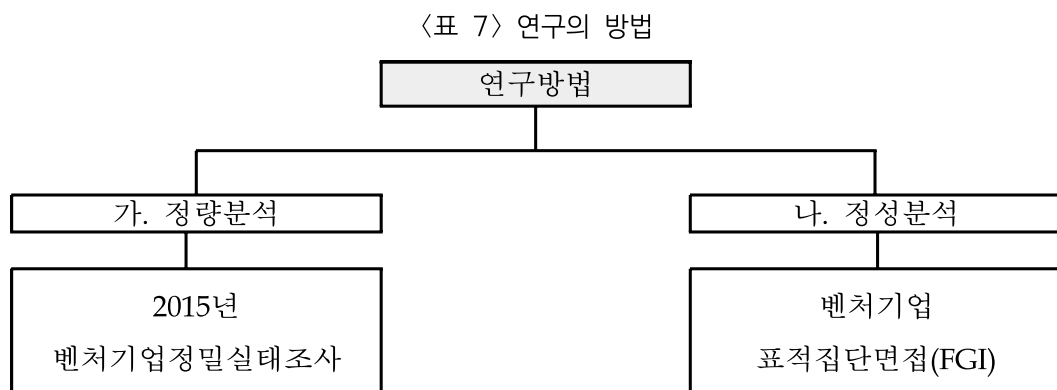 〈표 7〉 연구의 방법
연구방법
가. 정량분석
나. 정성분석
2015년
벤처기업정밀실태조사
벤처기업
표적집단면접(FGI)